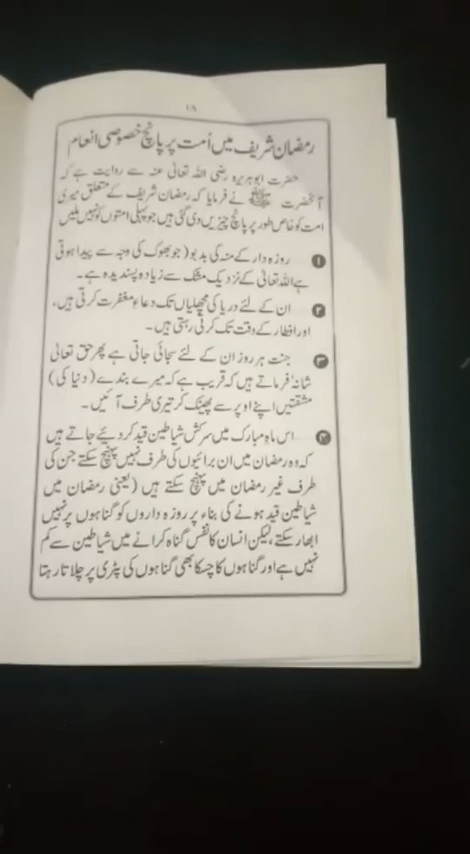 ۱۸
رمضان شریف میں اُمت پر پانچ خصوصی انعام
حضرت ابوہریرہ رضی اللہ تعالیٰ عنہ سے روایت ہے کہ
آنحضرت ﷺ نے فرمایا کہ رمضان شریف کے متعلق میری
امت کو خاص طور پر پانچ چیزیں دی گئی ہیں جو پہلی امتوں کو نہیں ملیں
۱ روزہ دار کے منہ کی بدبو (جو بھوک کی وجہ سے پیدا ہوتی
ہے اللہ تعالیٰ کے نزدیک مشک سے زیادہ پسندیدہ ہے۔
۲ ان کے لئے دریا کی مچھلیاں تک دعاءِ مغفرت کرتی ہیں،
اور افطار کے وقت تک کرتی رہتی ہیں۔
۳ جنت ہر روز ان کے لئے سجائی جاتی ہے پھر حق تعالیٰ
شانہٗ فرماتے ہیں کہ قریب ہے کہ میرے بندے (دنیا کی)
مشقتیں اپنے اوپر سے پھینک کر تیری طرف آئیں۔
۴ اس ماہِ مبارک میں سرکش شیاطین قید کر دیئے جاتے ہیں
کہ وہ رمضان میں ان برائیوں کی طرف نہیں پہنچ سکتے جن کی
طرف غیر رمضان میں پہنچ سکتے ہیں (یعنی رمضان میں
شیاطین قید ہونے کی بناء پر روزہ داروں کو گناہوں پر نہیں
ابھار سکتے، لیکن انسان کا نفس گناہ کرانے میں شیاطین سے کم
نہیں ہے اور گناہوں کا چسکا بھی گناہوں کی پٹری پر چلاتا رہتا